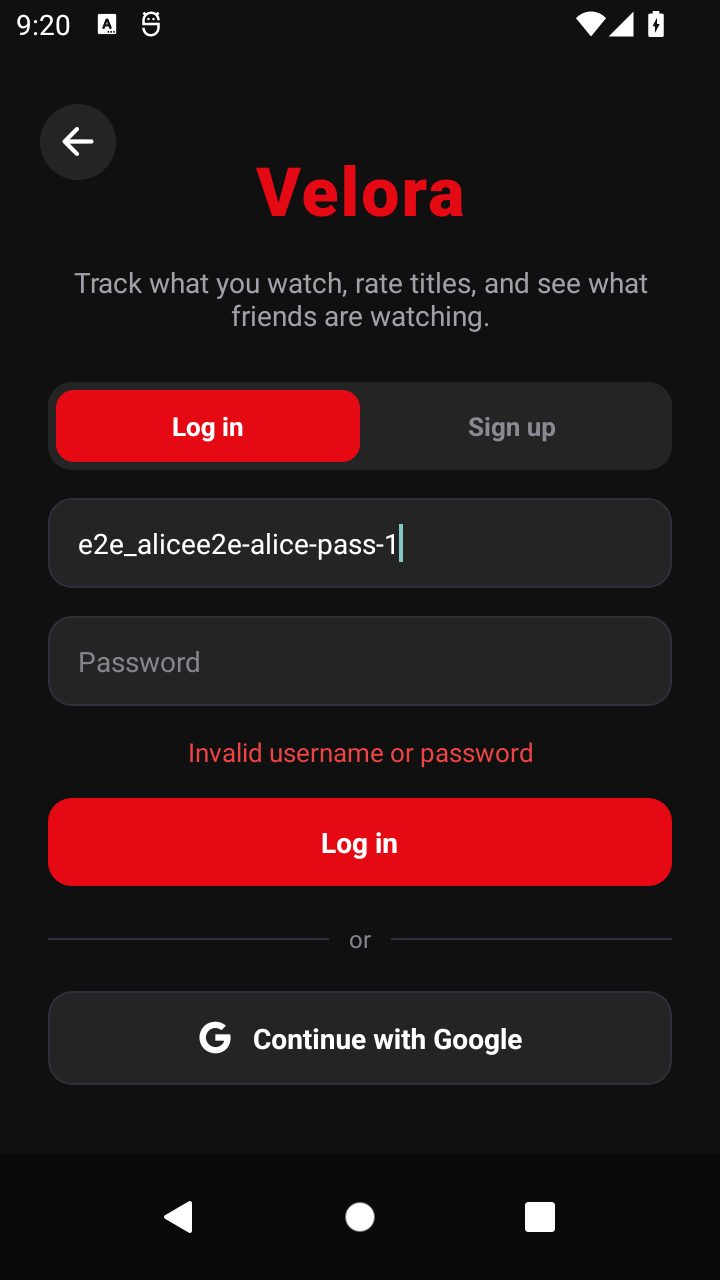 9:20
Velora
Track what you watch, rate titles, and see what
friends are watching.
Log in
Sign up
e2e_alicee2e-alice-pass-1
Password
Invalid username or password
Log in
or
Continue with Google